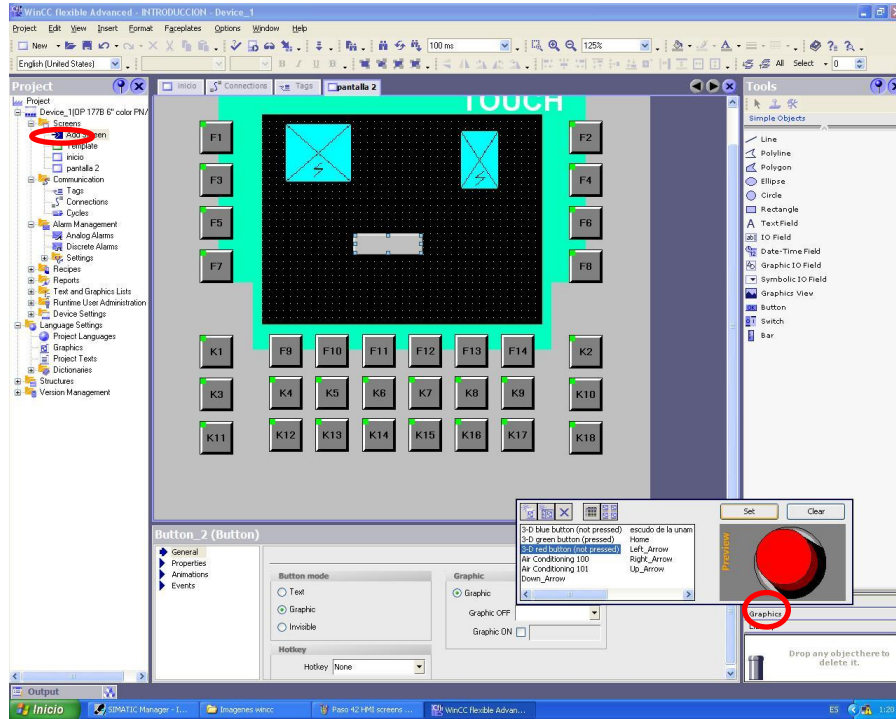 WinCC flexible Advanced - INTRODUCCION - Device_1
Project Edit View Insert Format Faceplates Options Window Help
New 100 ms 125%
English (United States) B I U B All Select 0
Project
Inicio Connections Tags pantalla 2
Tools
Project
Device_1(OP 177B 6" color PN/
Screens
Add Screen
Template
inicio
pantalla 2
Communication
Tags
Connections
Cycles
Alarm Management
Analog Alarms
Discrete Alarms
Settings
Recipes
Reports
Text and Graphics Lists
Runtime User Administration
Device Settings
Language Settings
Project Languages
Graphics
Project Texts
Dictionaries
Structures
Version Management
TOUCH
F1 F2
F3 F4
F5 F6
F7 F8
K1 F9 F10 F11 F12 F13 F14 K2
K3 K4 K5 K6 K7 K8 K9 K10
K11 K12 K13 K14 K15 K16 K17 K18
Simple Objects
Line
Polyline
Polygon
Ellipse
Circle
Rectangle
TextField
IO Field
Date-Time Field
Graphic IO Field
Symbolic IO Field
Graphics View
Button
Switch
Bar
Set Clear
3-D blue button (not pressed) escudo de la unam
3-D green button (pressed) Home
3-D red button (not pressed) Left_Arrow
Air Conditioning 100 Right_Arrow
Air Conditioning 101 Up_Arrow
Down_Arrow
Preview
Button_2 (Button)
General
Properties
Animations
Events
Button mode
Text
Graphic
Invisible
Hotkey
Hotkey None
Graphic
Graphic
Graphic OFF
Graphic ON
Graphics
Drop any object here to
delete it.
Output
Inicio SIMATIC Manager - I... Imagenes wincc Paso 42 HMI screens ... WinCC flexible Advan... ES 1:20